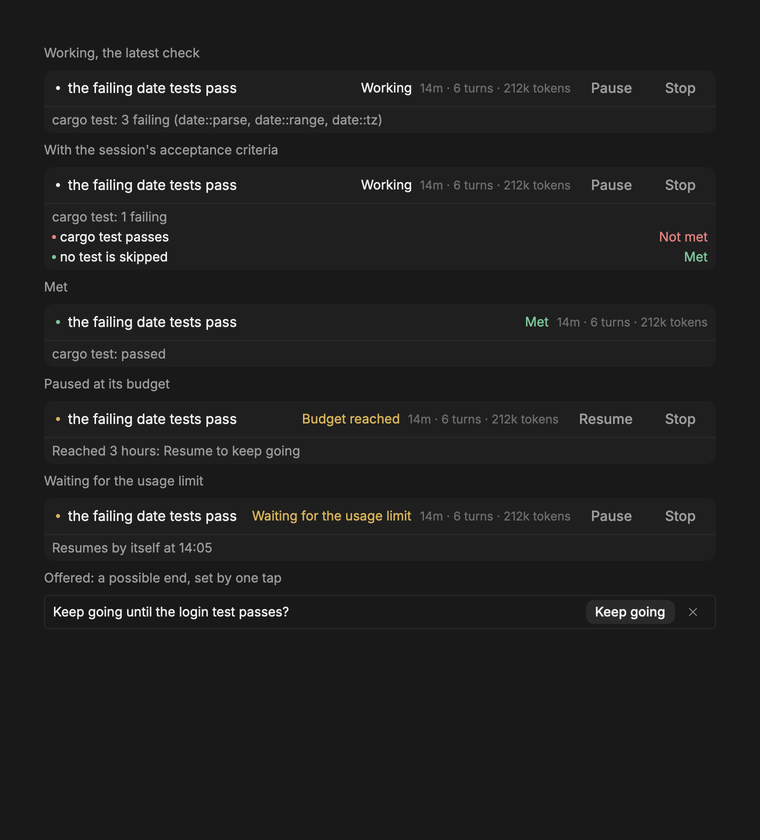 Working, the latest check
• the failing date tests pass Working 14m · 6 turns · 212k tokens Pause Stop
cargo test: 3 failing (date::parse, date::range, date::tz)
With the session's acceptance criteria
• the failing date tests pass Working 14m · 6 turns · 212k tokens Pause Stop
cargo test: 1 failing
• cargo test passes Not met
• no test is skipped Met
Met
• the failing date tests pass Met 14m · 6 turns · 212k tokens
cargo test: passed
Paused at its budget
• the failing date tests pass Budget reached 14m · 6 turns · 212k tokens Resume Stop
Reached 3 hours: Resume to keep going
Waiting for the usage limit
• the failing date tests pass Waiting for the usage limit 14m · 6 turns · 212k tokens Pause Stop
Resumes by itself at 14:05
Offered: a possible end, set by one tap
Keep going until the login test passes? Keep going ×